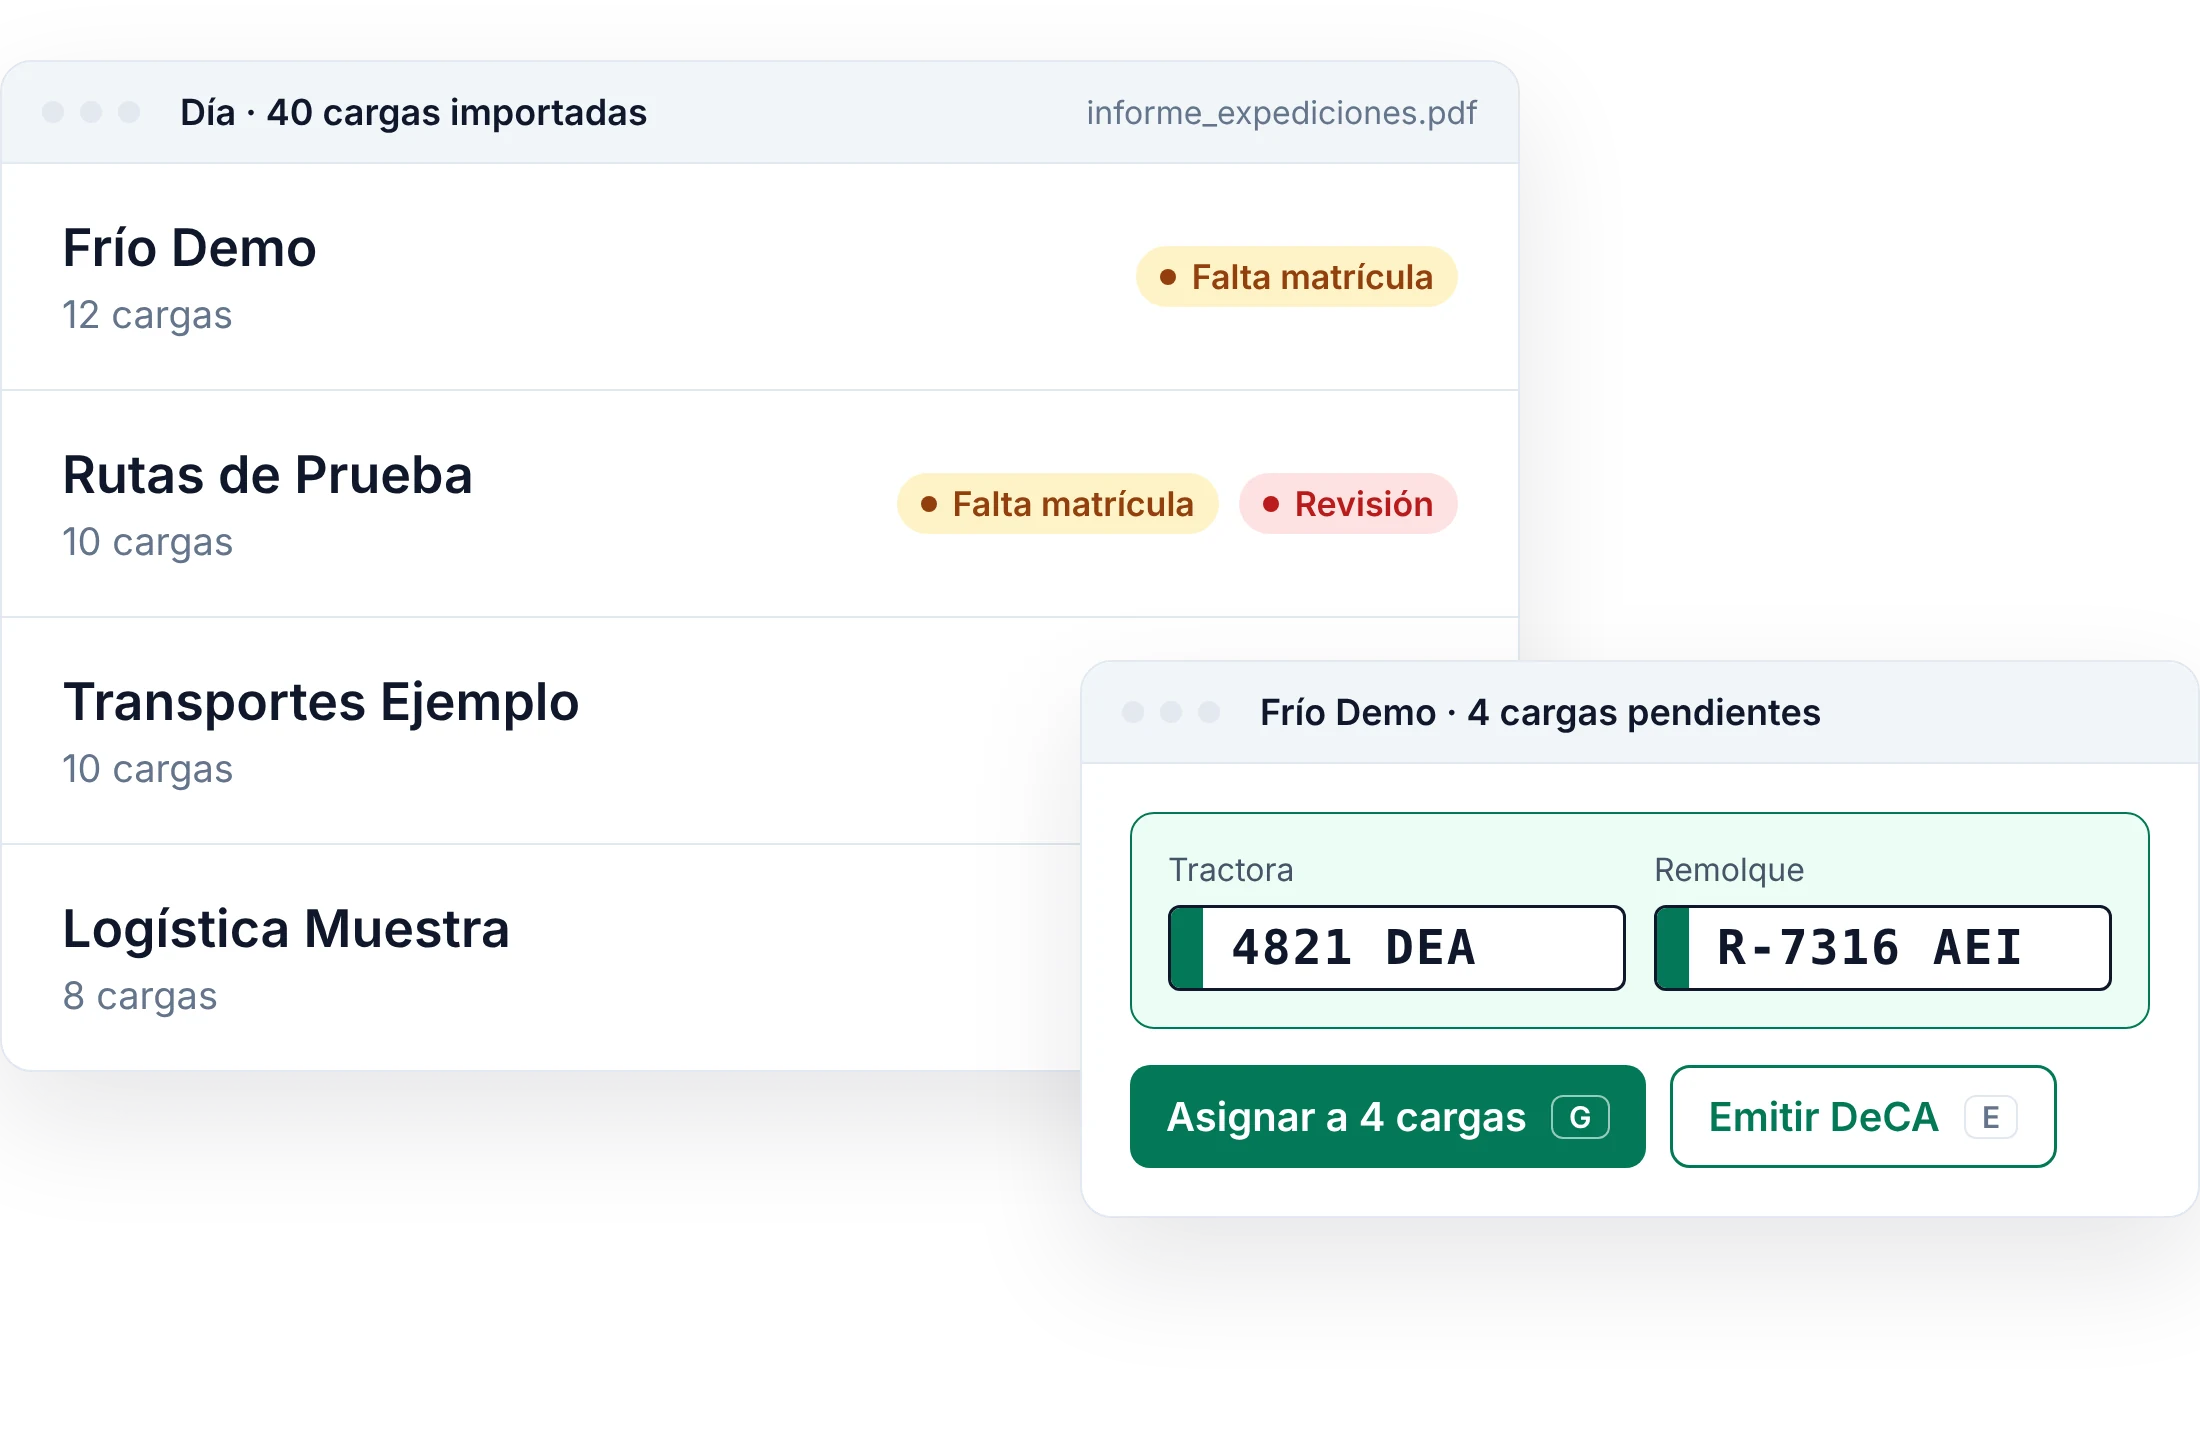 Día · 40 cargas importadas
informe_expediciones.pdf
Frío Demo
12 cargas
Falta matrícula
Rutas de Prueba
10 cargas
Falta matrícula
Revisión
Transportes Ejemplo
10 cargas
Logística Muestra
8 cargas
Frío Demo · 4 cargas pendientes
Tractora
Remolque
4821 DEA
R-7316 AEI
Asignar a 4 cargas G
Emitir DeCA E